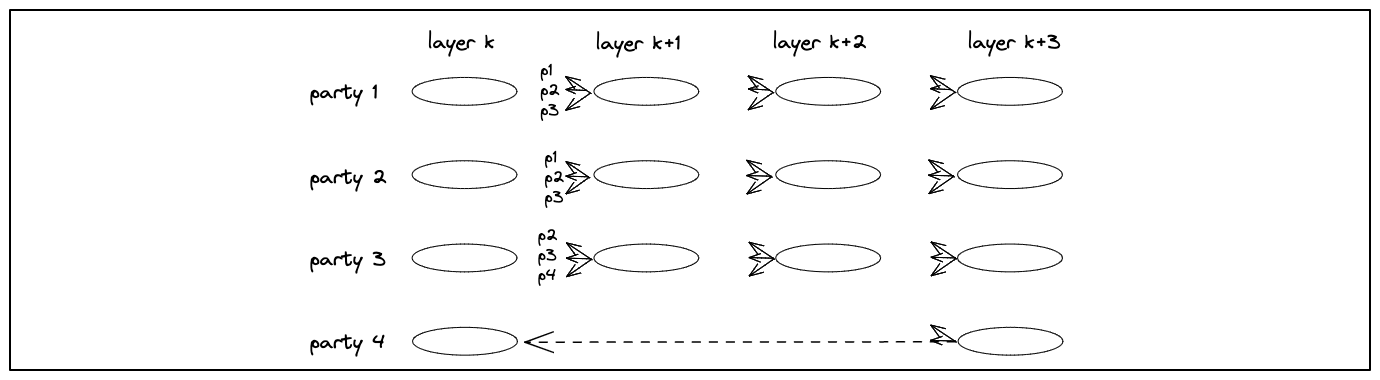 layer k
layer k+1
layer k+2
layer k+3
party 1
p1
p2
p3
party 2
p1
p2
p3
party 3
p2
p3
p4
party 4